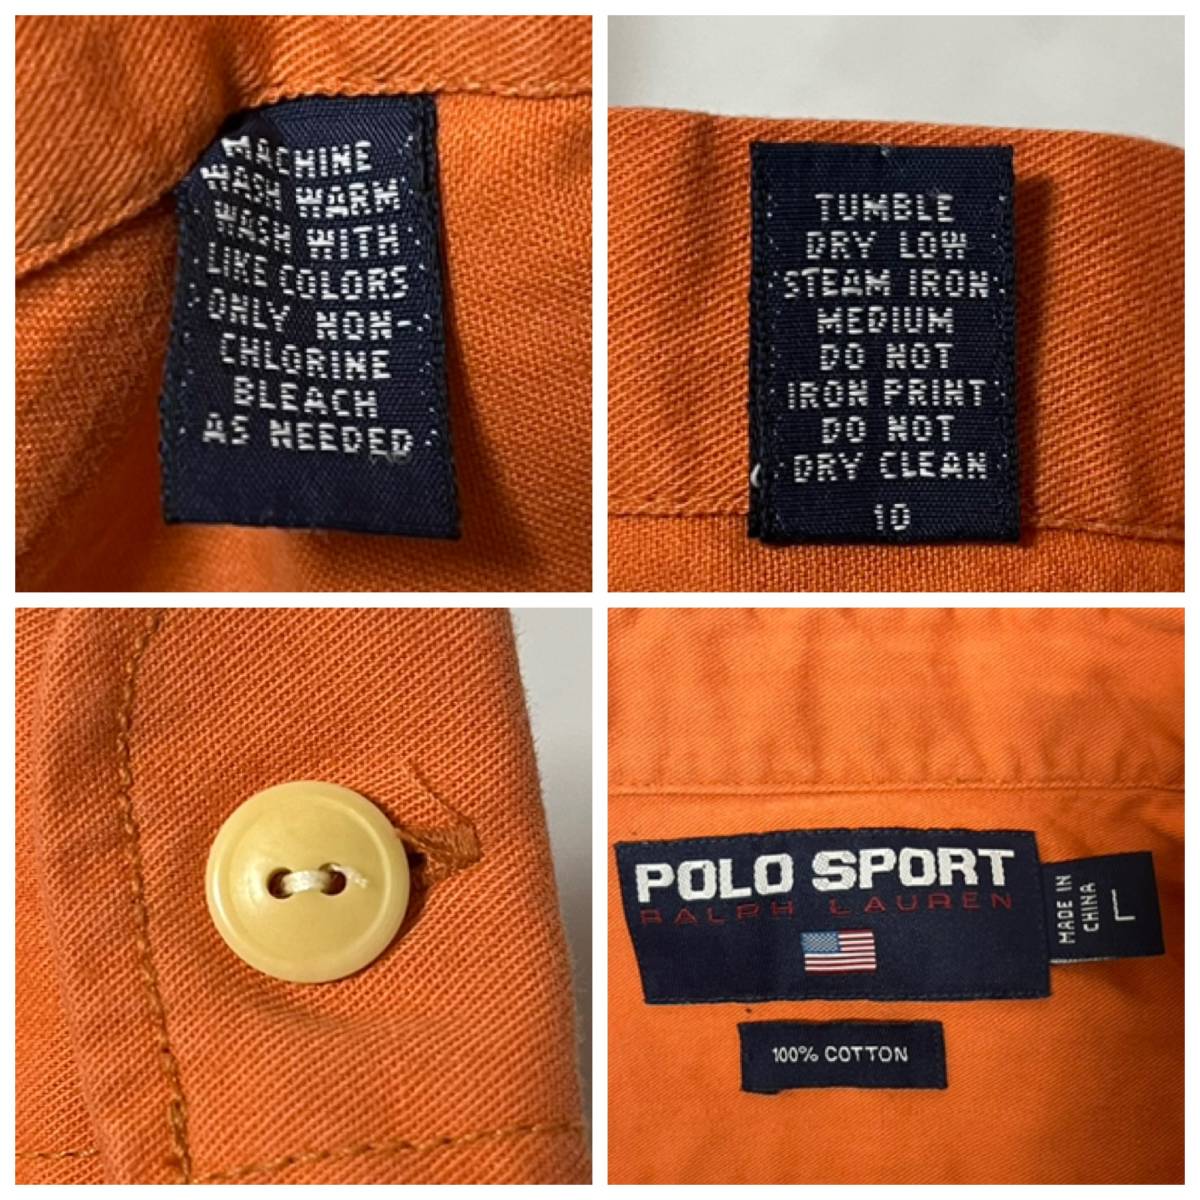 MACHINE
WASH WARM
WASH WITH
LIKE COLORS
ONLY NON-
CHLORINE
BLEACH
AS NEEDED
TUMBLE
DRY LOW
STEAM IRON
MEDIUM
DO NOT
IRON PRINT
DO NOT
DRY CLEAN
10
POLO SPORT
RALPH LAUREN
MADE IN
CHINA
L
100% COTTON